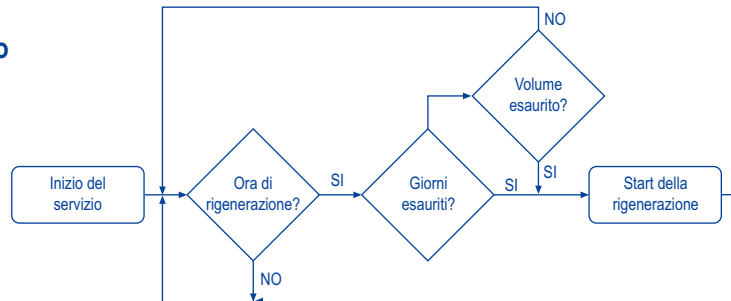 NO
o
Volume
esaurito?
Inizio del
servizio
Ora di
rigenerazione?
SI
Giorni
esauriti?
SI
SI
Start della
rigenerazione
NO